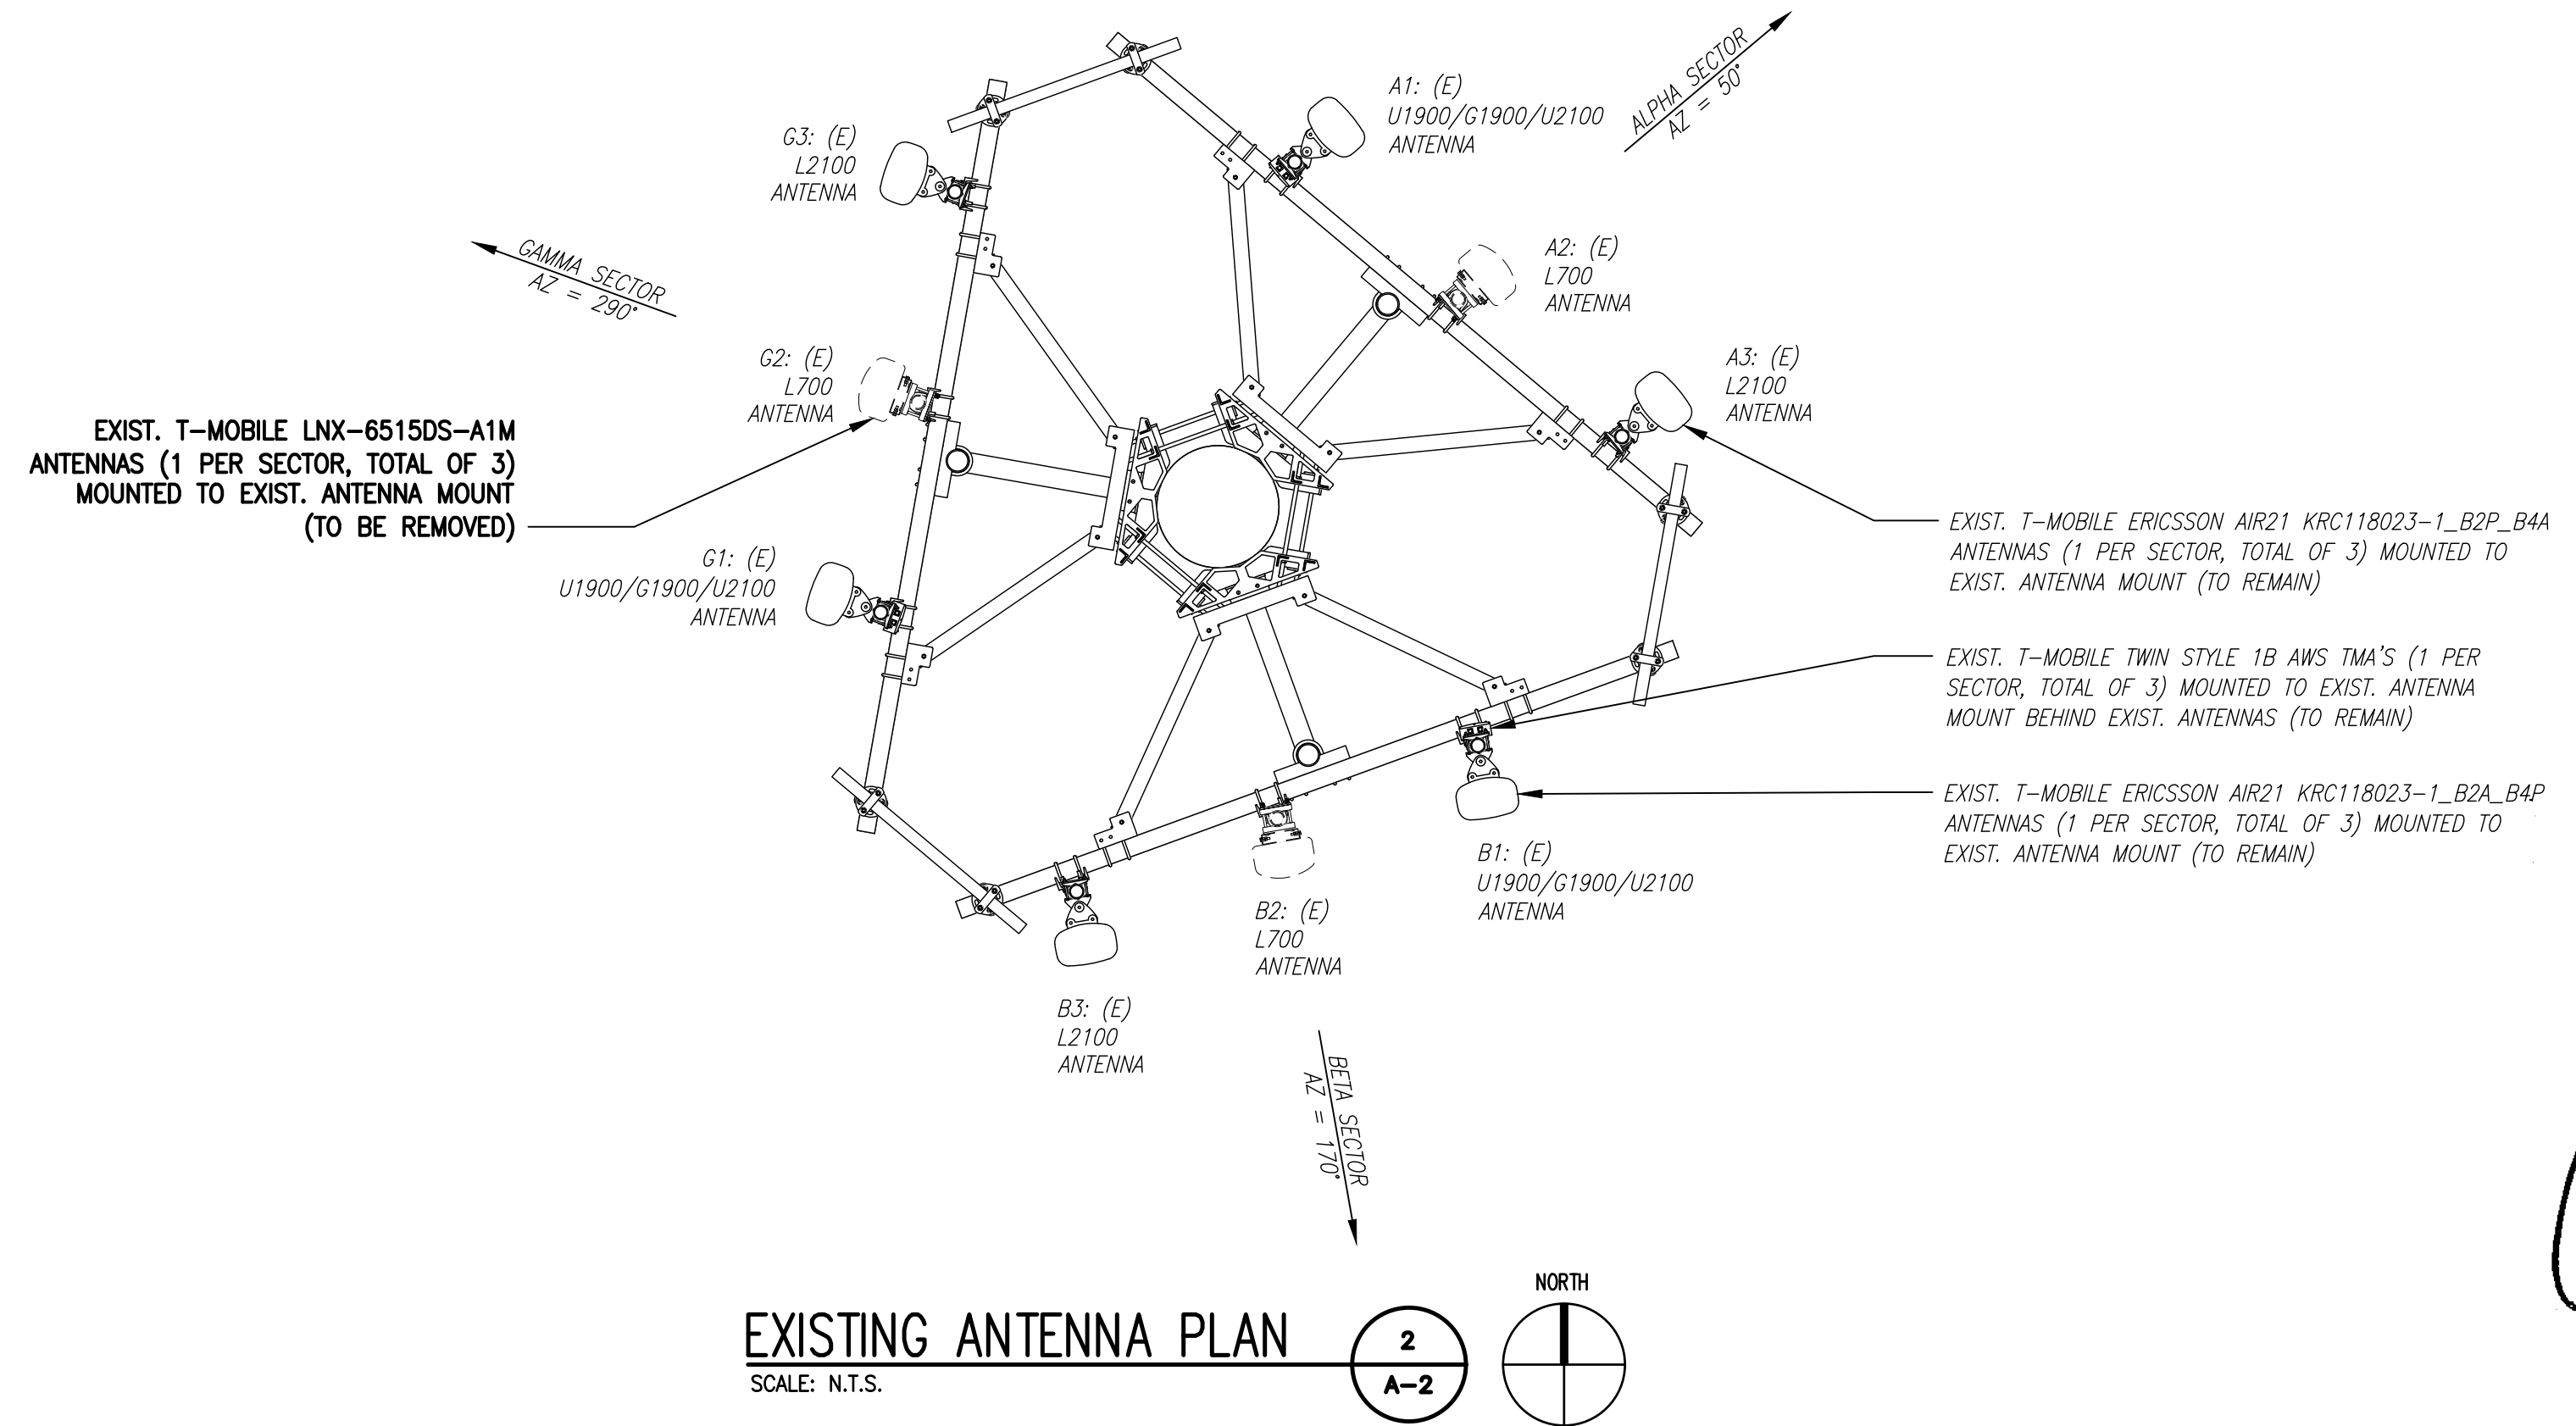 ALPHA SECTOR
AZ = 50°
A1: (E)
U1900/G1900/U2100
ANTENNA
G3: (E)
L2100
ANTENNA
GAMMA SECTOR
AZ = 290°
A2: (E)
L700
ANTENNA
G2: (E)
L700
ANTENNA
A3: (E)
L2100
ANTENNA
EXIST. T-MOBILE LNX-6515DS-A1M
ANTENNAS (1 PER SECTOR, TOTAL OF 3)
MOUNTED TO EXIST. ANTENNA MOUNT
(TO BE REMOVED)
EXIST. T-MOBILE ERICSSON AIR21 KRC118023-1_B2P_B4A
ANTENNAS (1 PER SECTOR, TOTAL OF 3) MOUNTED TO
EXIST. ANTENNA MOUNT (TO REMAIN)
G1: (E)
U1900/G1900/U2100
ANTENNA
EXIST. T-MOBILE TWIN STYLE 1B AWS TMA'S (1 PER
SECTOR, TOTAL OF 3) MOUNTED TO EXIST. ANTENNA
MOUNT BEHIND EXIST. ANTENNAS (TO REMAIN)
EXIST. T-MOBILE ERICSSON AIR21 KRC118023-1_B2A_B4P
ANTENNAS (1 PER SECTOR, TOTAL OF 3) MOUNTED TO
EXIST. ANTENNA MOUNT (TO REMAIN)
B1: (E)
U1900/G1900/U2100
ANTENNA
B2: (E)
L700
ANTENNA
B3: (E)
L2100
ANTENNA
BETA SECTOR
AZ = 170°
EXISTING ANTENNA PLAN
SCALE: N.T.S.
2
A-2
NORTH